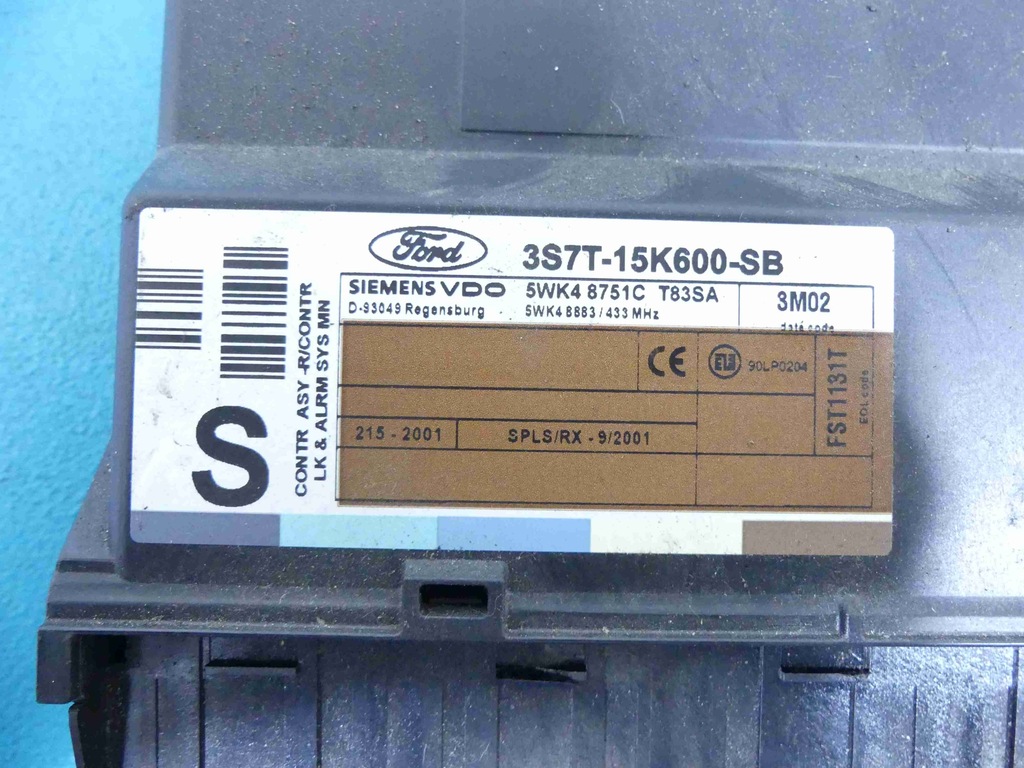 Ford
3S7T-15K600-SB
SIEMENS VDO
5WK4 8751C T83SA
3M02
D-93049 Regensburg
5WK4 8883 / 433 MHz
date code
CE
90LP0204
FST1131T
EOL code
215 - 2001
SPLS/RX - 9/2001
S
CONTR ASY -R/CONTR
LK & ALRM SYS MN